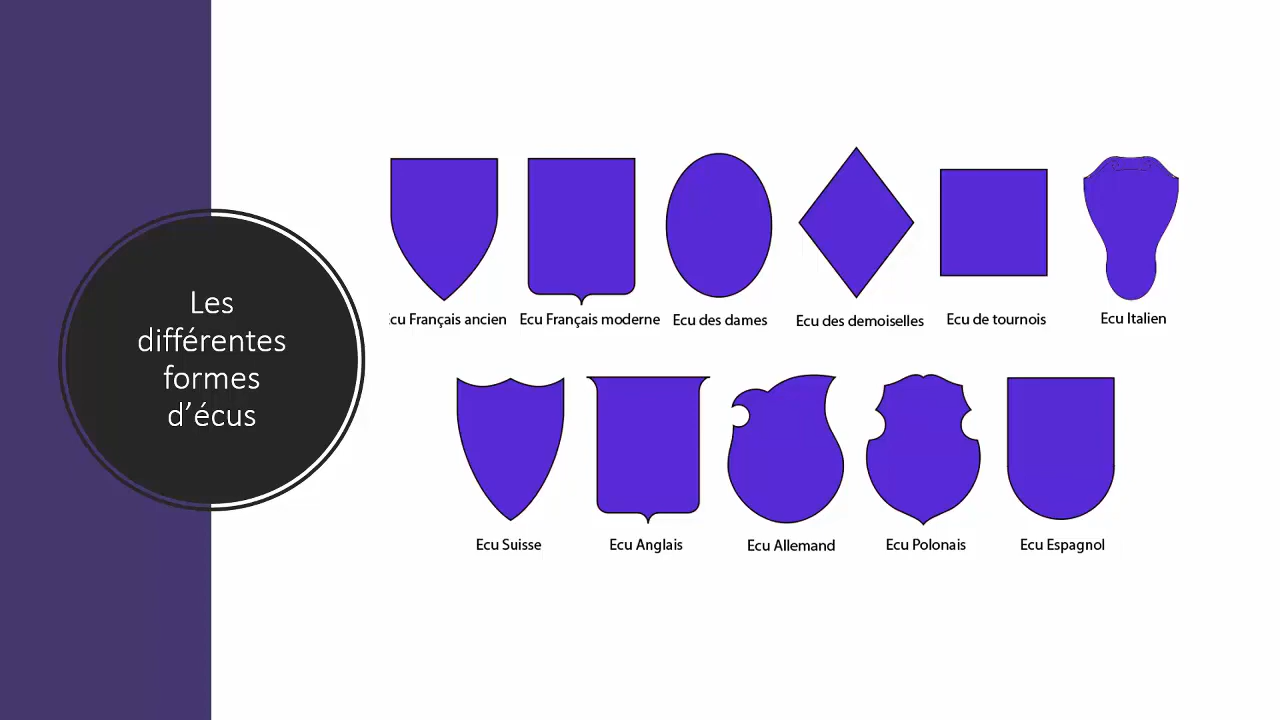 Les
différentes
formes
d’écus
Ecu Français ancien
Ecu Français moderne
Ecu des dames
Ecu des demoiselles
Ecu de tournois
Ecu Italien
Ecu Suisse
Ecu Anglais
Ecu Allemand
Ecu Polonais
Ecu Espagnol